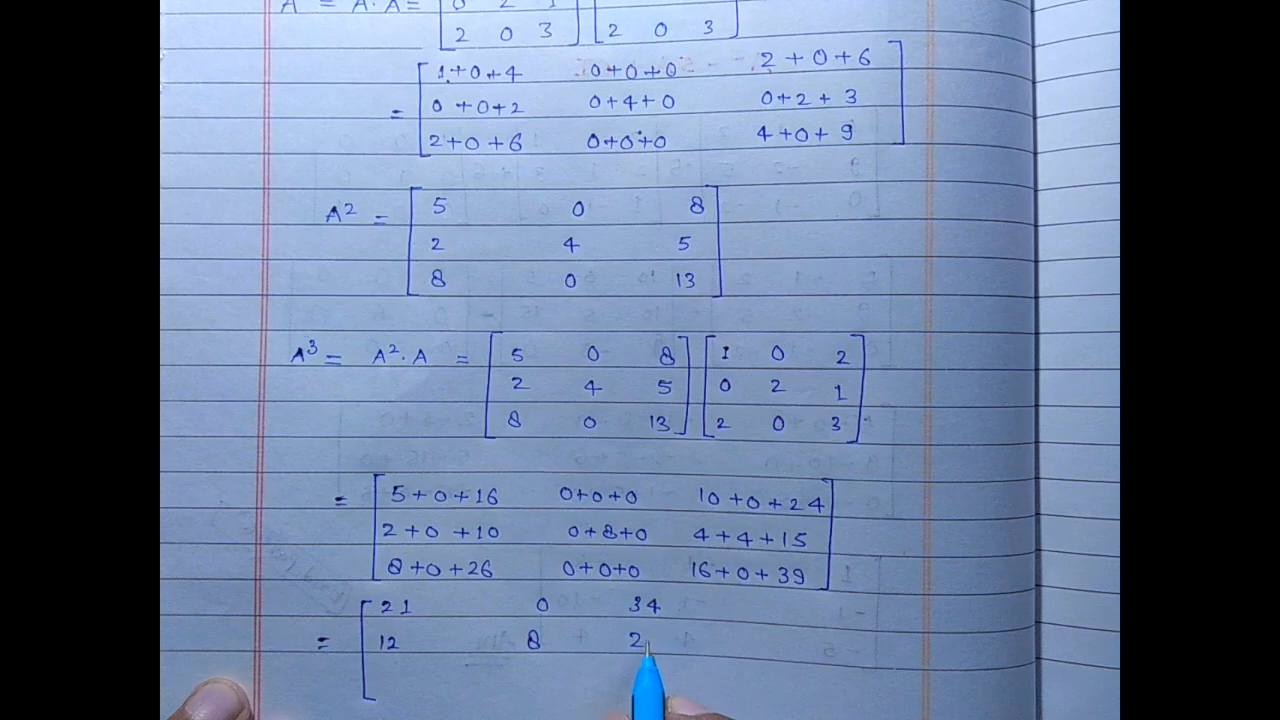 A = A. A = [ 0 2 1 ] [
2 0 3 ] [ 2 0 3 ]
= [ 1+0+4 0+0+0 2+0+6
0+0+2 0+4+0 0+2+3
2+0+6 0+0+0 4+0+9 ]
A² = [ 5 0 8
2 4 5
8 0 13 ]
A³ = A².A = [ 5 0 8 ] [ 1 0 2 ]
2 4 5 0 2 1
8 0 13 2 0 3
= [ 5+0+16 0+0+0 10+0+24
2+0+10 0+8+0 4+4+15
8+0+26 0+0+0 16+0+39 ]
= [ 21 0 34
12 8 2